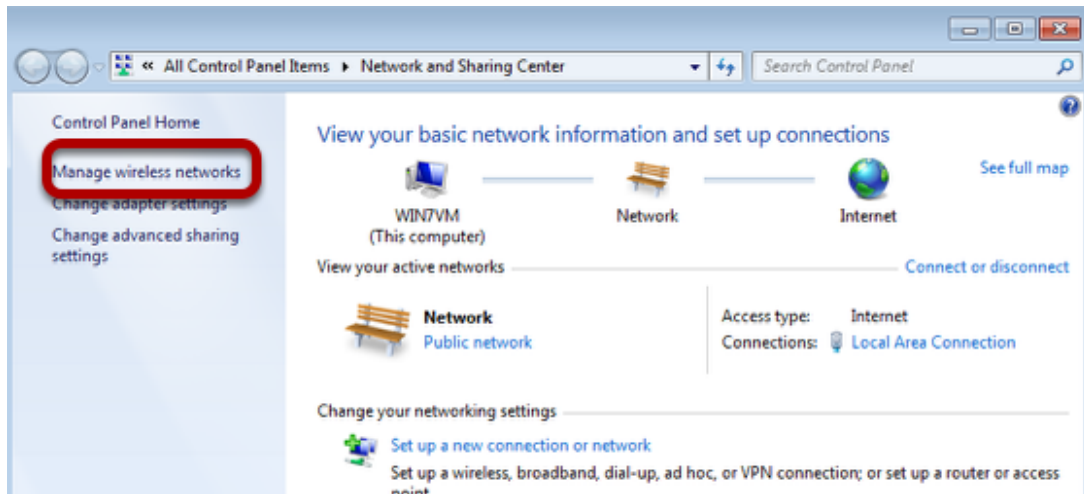 « All Control Panel Items ▸ Network and Sharing Center
Search Control Panel
Control Panel Home
Manage wireless networks
Change adapter settings
Change advanced sharing
settings
View your basic network information and set up connections
See full map
WIN7VM
(This computer)
Network
Internet
View your active networks
Connect or disconnect
Network
Public network
Access type: Internet
Connections: Local Area Connection
Change your networking settings
Set up a new connection or network
Set up a wireless, broadband, dial-up, ad hoc, or VPN connection; or set up a router or access
point.